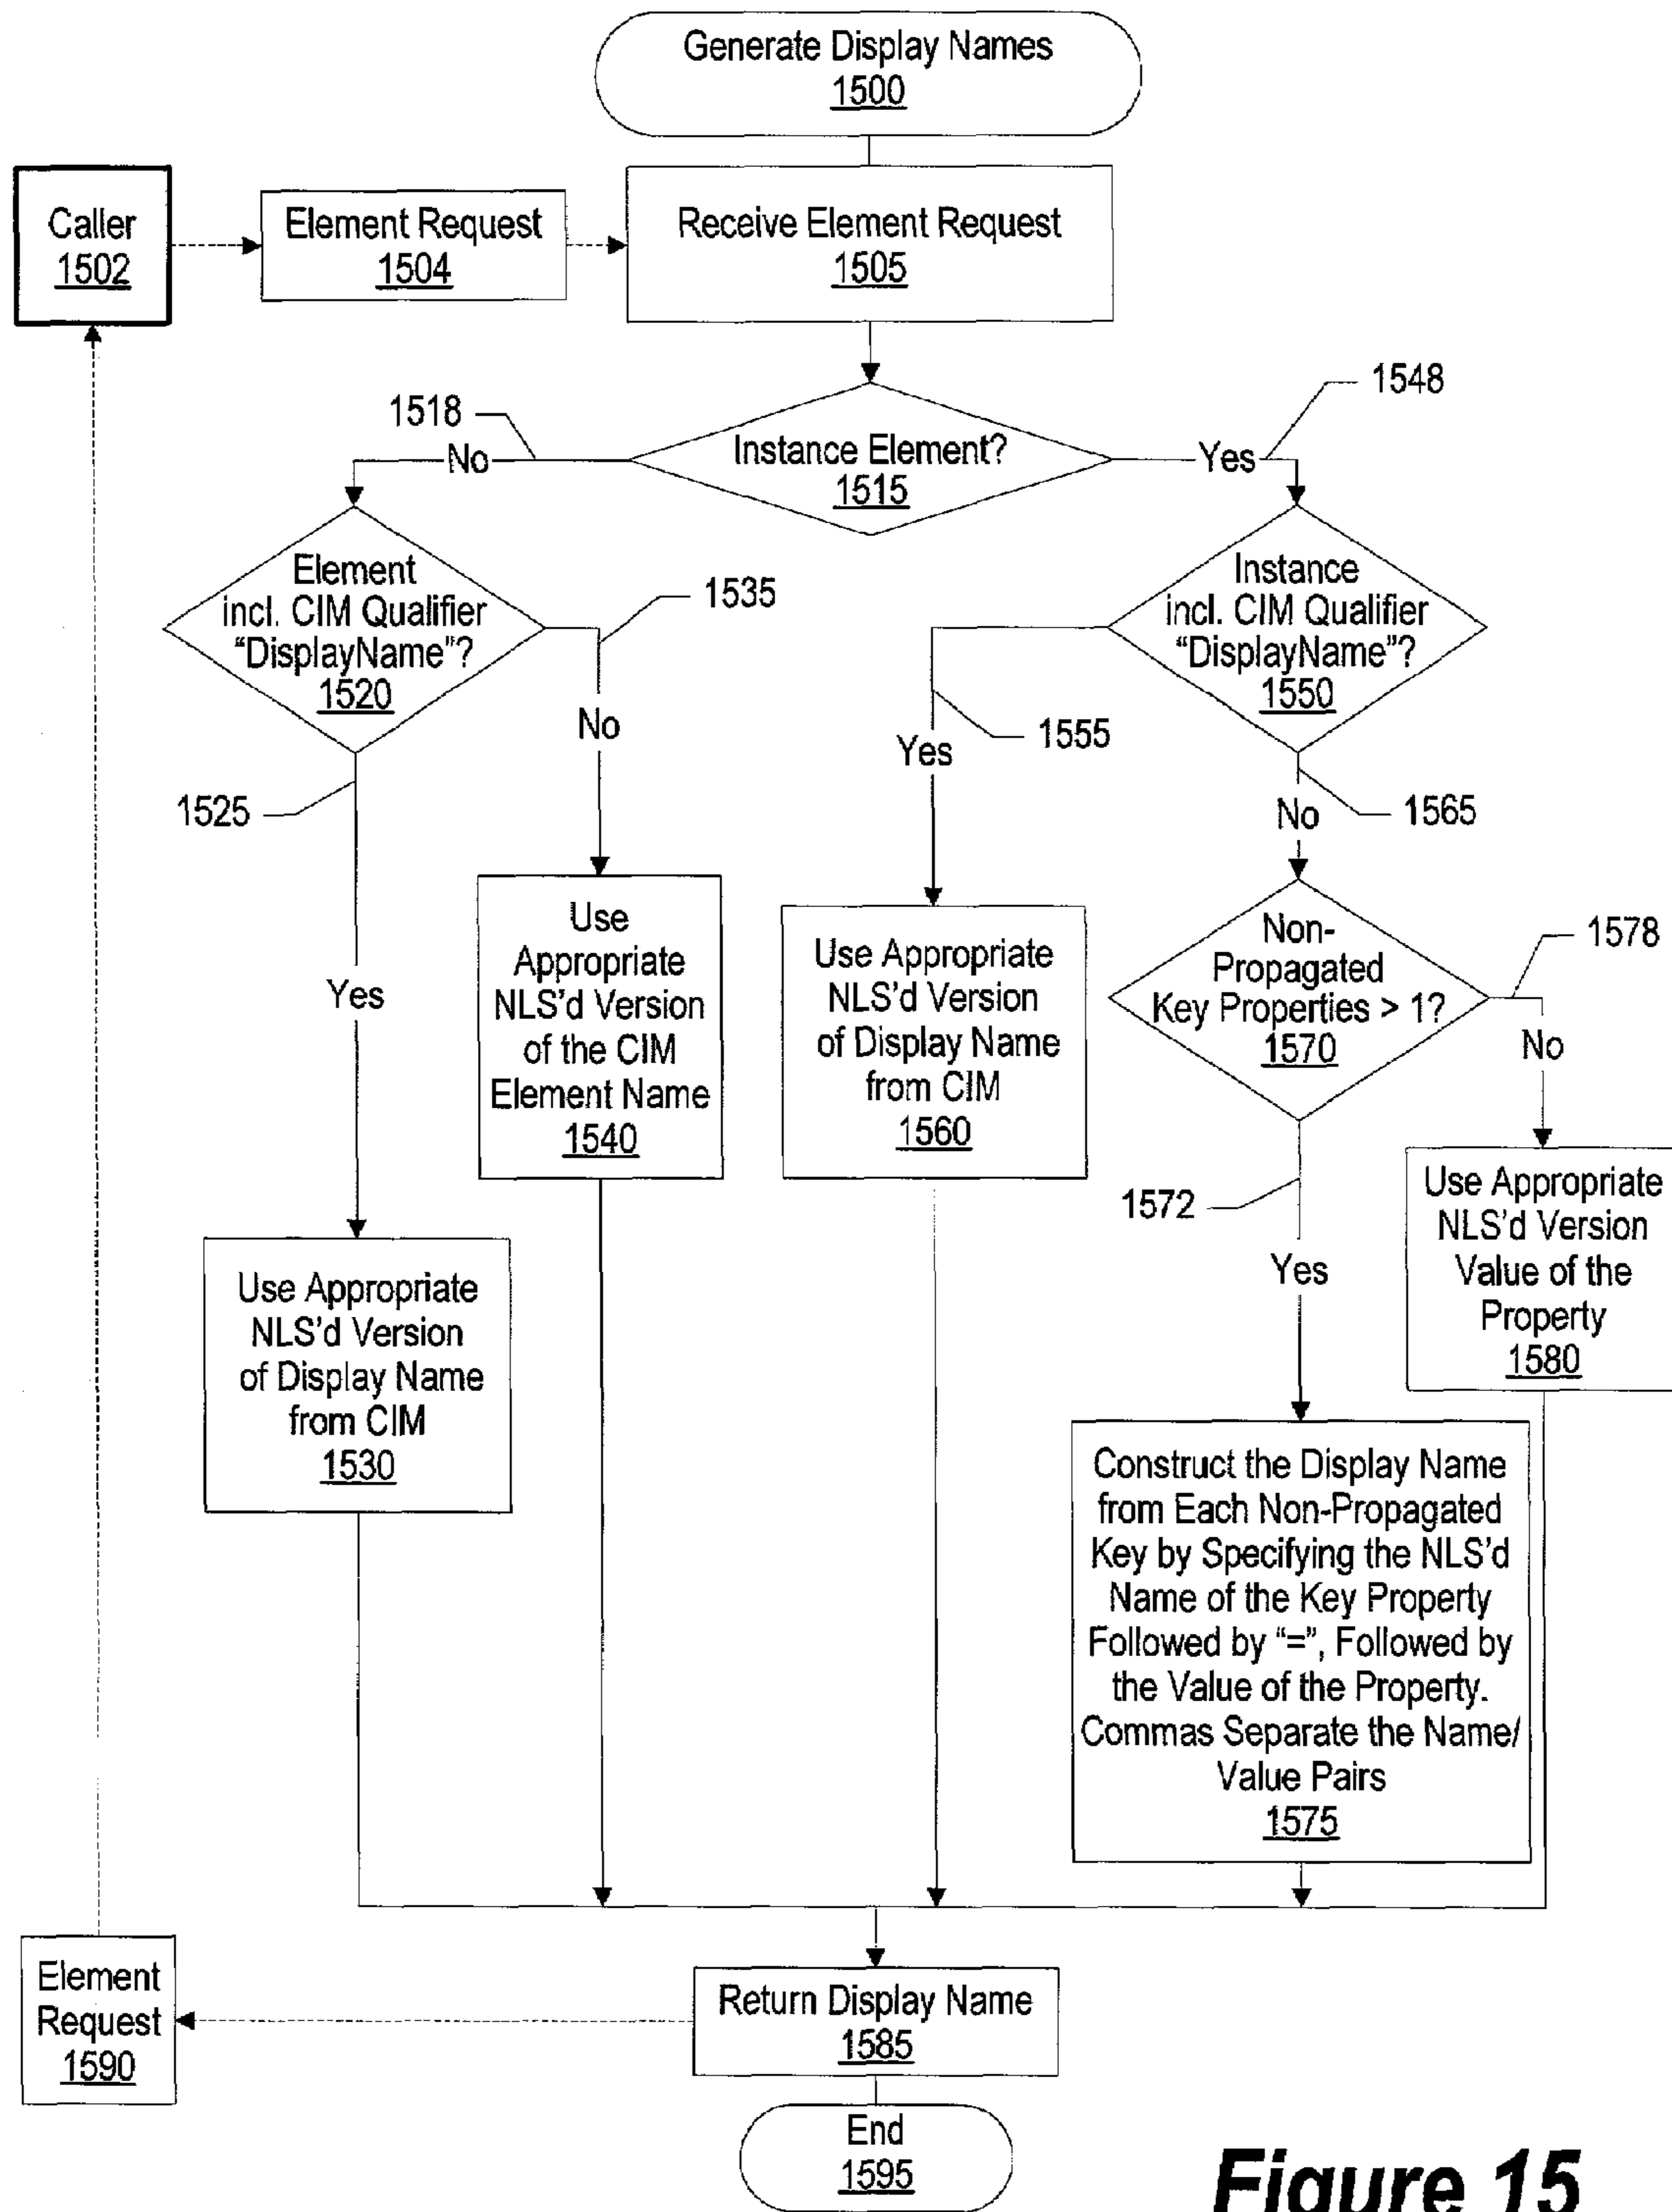 Generate Display Names
1500
Caller
1502
Element Request
1504
Receive Element Request
1505
1518
No
Instance Element?
1515
Yes
1548
Element
incl. CIM Qualifier
“DisplayName”?
1520
1535
No
1525
Yes
Instance
incl. CIM Qualifier
“DisplayName”?
1550
1555
Yes
1565
No
Use
Appropriate
NLS’d Version
of the CIM
Element Name
1540
Use Appropriate
NLS’d Version
of Display Name
from CIM
1560
Non-
Propagated
Key Properties > 1?
1570
1578
No
1572
Yes
Use Appropriate
NLS’d Version
Value of the
Property
1580
Use Appropriate
NLS’d Version
of Display Name
from CIM
1530
Construct the Display Name
from Each Non-Propagated
Key by Specifying the NLS’d
Name of the Key Property
Followed by “=”, Followed by
the Value of the Property.
Commas Separate the Name/
Value Pairs
1575
Element
Request
1590
Return Display Name
1585
End
1595
Figure 15